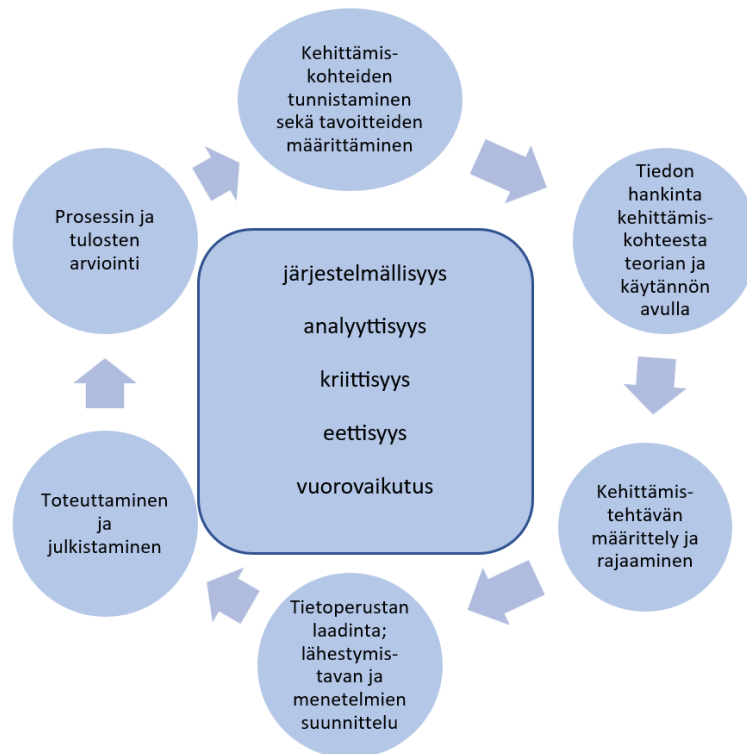 Kehittämis-
kohteiden
tunnistaminen
sekä tavoitteiden
määrittäminen
Tiedon
hankinta
kehittämis-
kohteesta
teorian ja
käytännön
avulla
Kehittämis-
tehtävän
määrittely ja
rajaaminen
Tietoperustan
laadinta;
lähestymis-
tavan ja
menetelmien
suunnittelu
Toteuttaminen
ja
julkistaminen
Prosessin ja
tulosten
arviointi
järjestelmällisyys
analyyttisyys
kriittisyys
eettisyys
vuorovaikutus